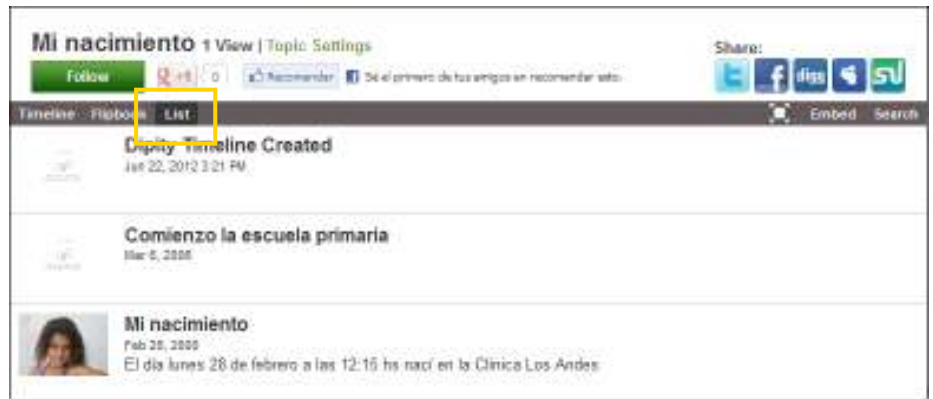 Mi nacimiento 1 View | Topic Settings
Share:
Follow +1 0 Recomendar Sé el primero de tus amigos en recomendar esto.
digg
Timeline Flipbook List Embed Search
Dipity Timeline Created
Jun 22, 2012 3:21 PM
Comienzo la escuela primaria
Mar 6, 2006
Mi nacimiento
Feb 28, 2000
El día lunes 28 de febrero a las 12:15 hs nací en la Clínica Los Andes